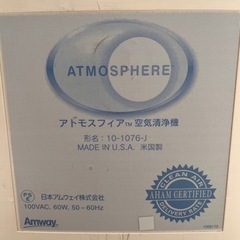 ATMOSPHERE
アトモスフィア™空気清浄機
形名：10-1076-J
MADE IN U.S.A. 米国製
日本アムウェイ株式会社
100VAC, 60W, 50~60Hz
Amway
CLEAN AIR
AHAM CERTIFIED
DELIVERY RATE